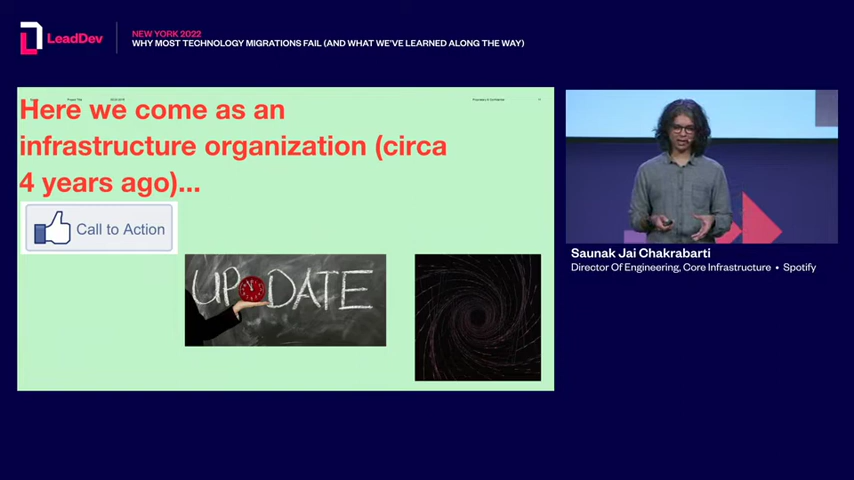 LeadDev
NEW YORK 2022
WHY MOST TECHNOLOGY MIGRATIONS FAIL (AND WHAT WE'VE LEARNED ALONG THE WAY)
Here we come as an
infrastructure organization (circa
4 years ago)...
Call to Action
UPDATE
Saunak Jai Chakrabarti
Director Of Engineering, Core Infrastructure • Spotify